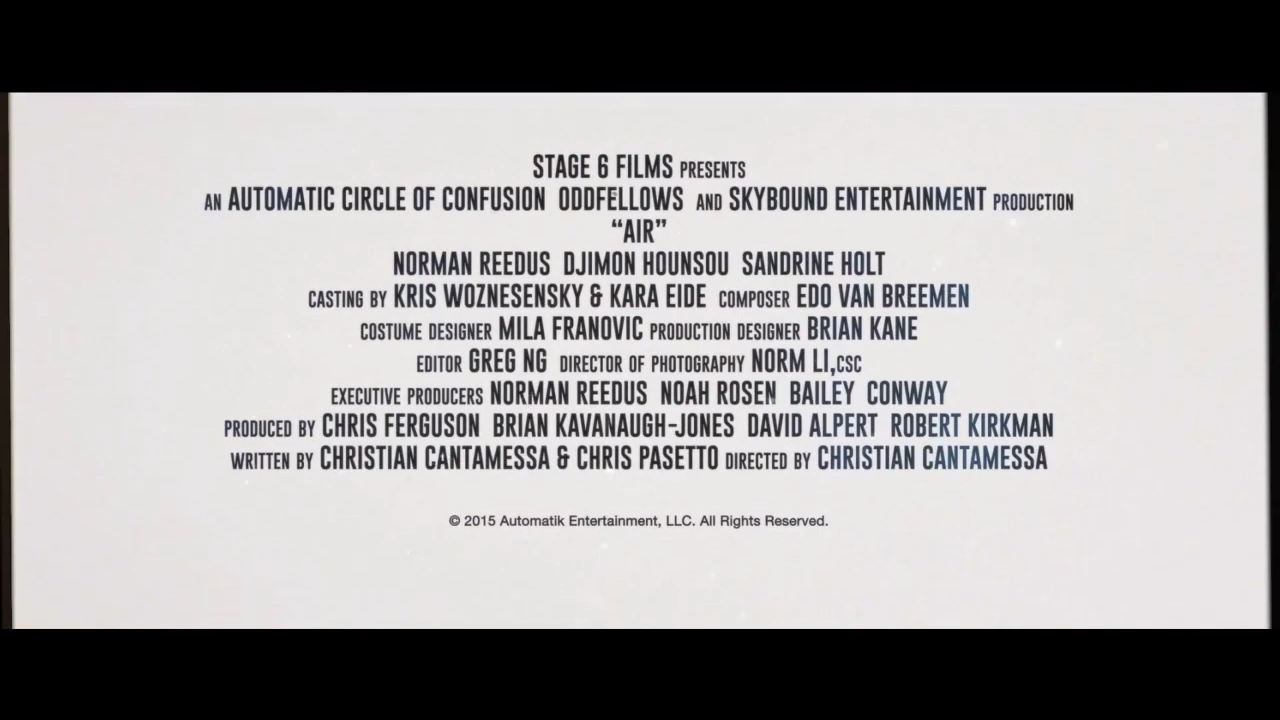 STAGE 6 FILMS PRESENTS
AN AUTOMATIC CIRCLE OF CONFUSION ODDFELLOWS AND SKYBOUND ENTERTAINMENT PRODUCTION
“AIR”
NORMAN REEDUS DJIMON HOUNSOU SANDRINE HOLT
CASTING BY KRIS WOZNESENSKY & KARA EIDE COMPOSER EDO VAN BREEMEN
COSTUME DESIGNER MILA FRANOVIC PRODUCTION DESIGNER BRIAN KANE
EDITOR GREG NG DIRECTOR OF PHOTOGRAPHY NORM LI,CSC
EXECUTIVE PRODUCERS NORMAN REEDUS NOAH ROSEN BAILEY CONWAY
PRODUCED BY CHRIS FERGUSON BRIAN KAVANAUGH-JONES DAVID ALPERT ROBERT KIRKMAN
WRITTEN BY CHRISTIAN CANTAMESSA & CHRIS PASETTO DIRECTED BY CHRISTIAN CANTAMESSA
© 2015 Automatik Entertainment, LLC. All Rights Reserved.